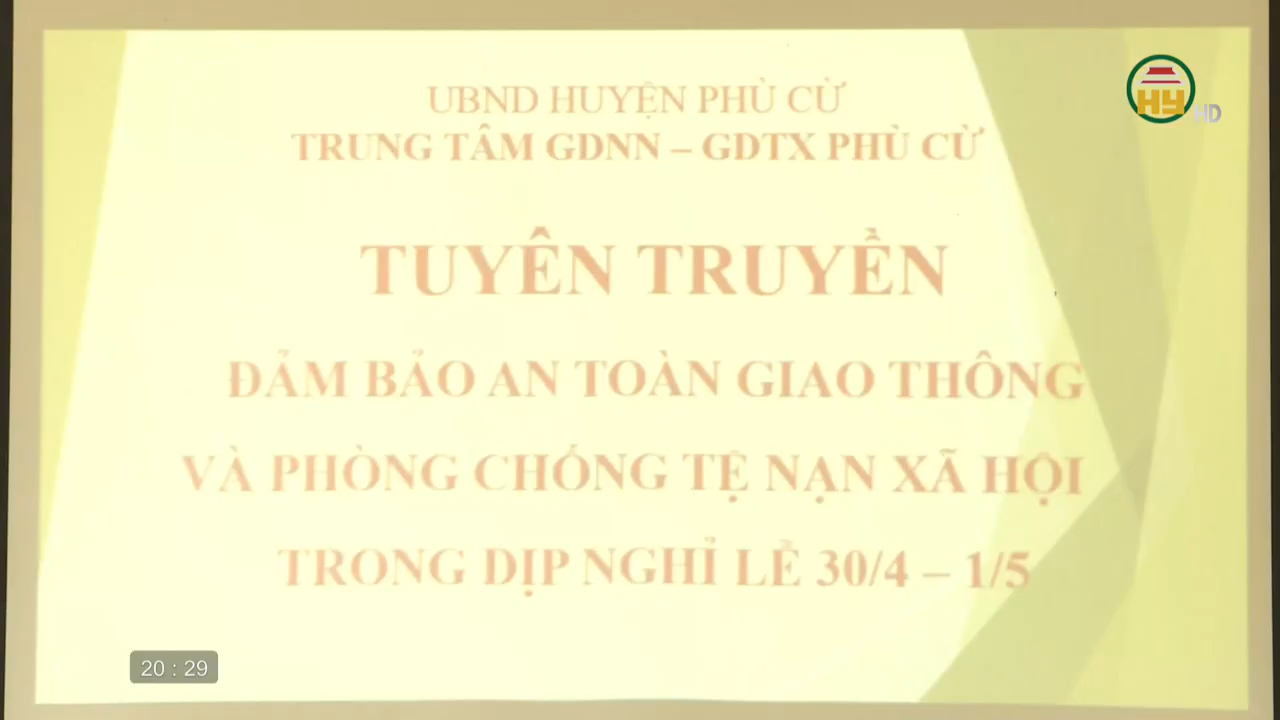 UBND HUYỆN PHÙ CỪ
TRUNG TÂM GDNN – GDTX PHÙ CỪ
TUYÊN TRUYỀN
ĐẢM BẢO AN TOÀN GIAO THÔNG
VÀ PHÒNG CHỐNG TỆ NẠN XÃ HỘI
TRONG DỊP NGHỈ LỄ 30/4 – 1/5
HY HD
20 : 29